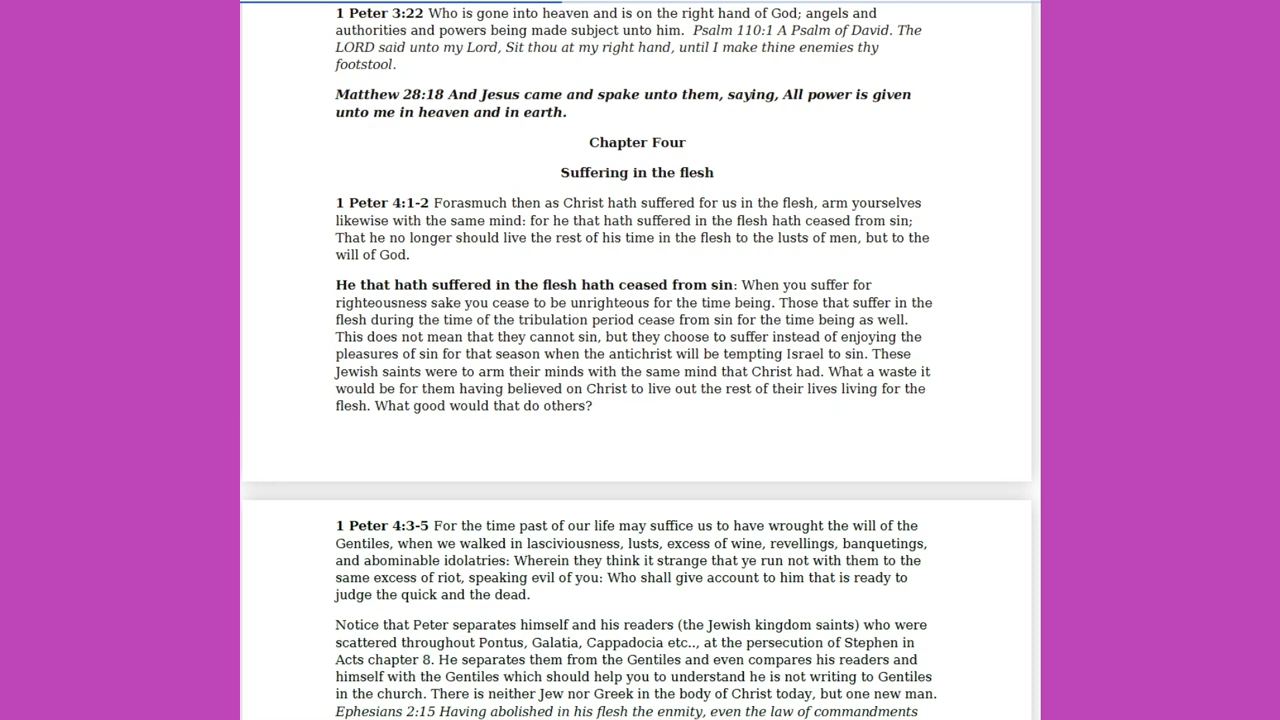 1 Peter 3:22 Who is gone into heaven and is on the right hand of God; angels and
authorities and powers being made subject unto him.  Psalm 110:1 A Psalm of David. The
LORD said unto my Lord, Sit thou at my right hand, until I make thine enemies thy
footstool.
Matthew 28:18 And Jesus came and spake unto them, saying, All power is given
unto me in heaven and in earth.
Chapter Four
Suffering in the flesh
1 Peter 4:1-2 Forasmuch then as Christ hath suffered for us in the flesh, arm yourselves
likewise with the same mind: for he that hath suffered in the flesh hath ceased from sin;
That he no longer should live the rest of his time in the flesh to the lusts of men, but to the
will of God.
He that hath suffered in the flesh hath ceased from sin: When you suffer for
righteousness sake you cease to be unrighteous for the time being. Those that suffer in the
flesh during the time of the tribulation period cease from sin for the time being as well.
This does not mean that they cannot sin, but they choose to suffer instead of enjoying the
pleasures of sin for that season when the antichrist will be tempting Israel to sin. These
Jewish saints were to arm their minds with the same mind that Christ had. What a waste it
would be for them having believed on Christ to live out the rest of their lives living for the
flesh. What good would that do others?
1 Peter 4:3-5 For the time past of our life may suffice us to have wrought the will of the
Gentiles, when we walked in lasciviousness, lusts, excess of wine, revellings, banquetings,
and abominable idolatries: Wherein they think it strange that ye run not with them to the
same excess of riot, speaking evil of you: Who shall give account to him that is ready to
judge the quick and the dead.
Notice that Peter separates himself and his readers (the Jewish kingdom saints) who were
scattered throughout Pontus, Galatia, Cappadocia etc.., at the persecution of Stephen in
Acts chapter 8. He separates them from the Gentiles and even compares his readers and
himself with the Gentiles which should help you to understand he is not writing to Gentiles
in the church. There is neither Jew nor Greek in the body of Christ today, but one new man.
Ephesians 2:15 Having abolished in his flesh the enmity, even the law of commandments